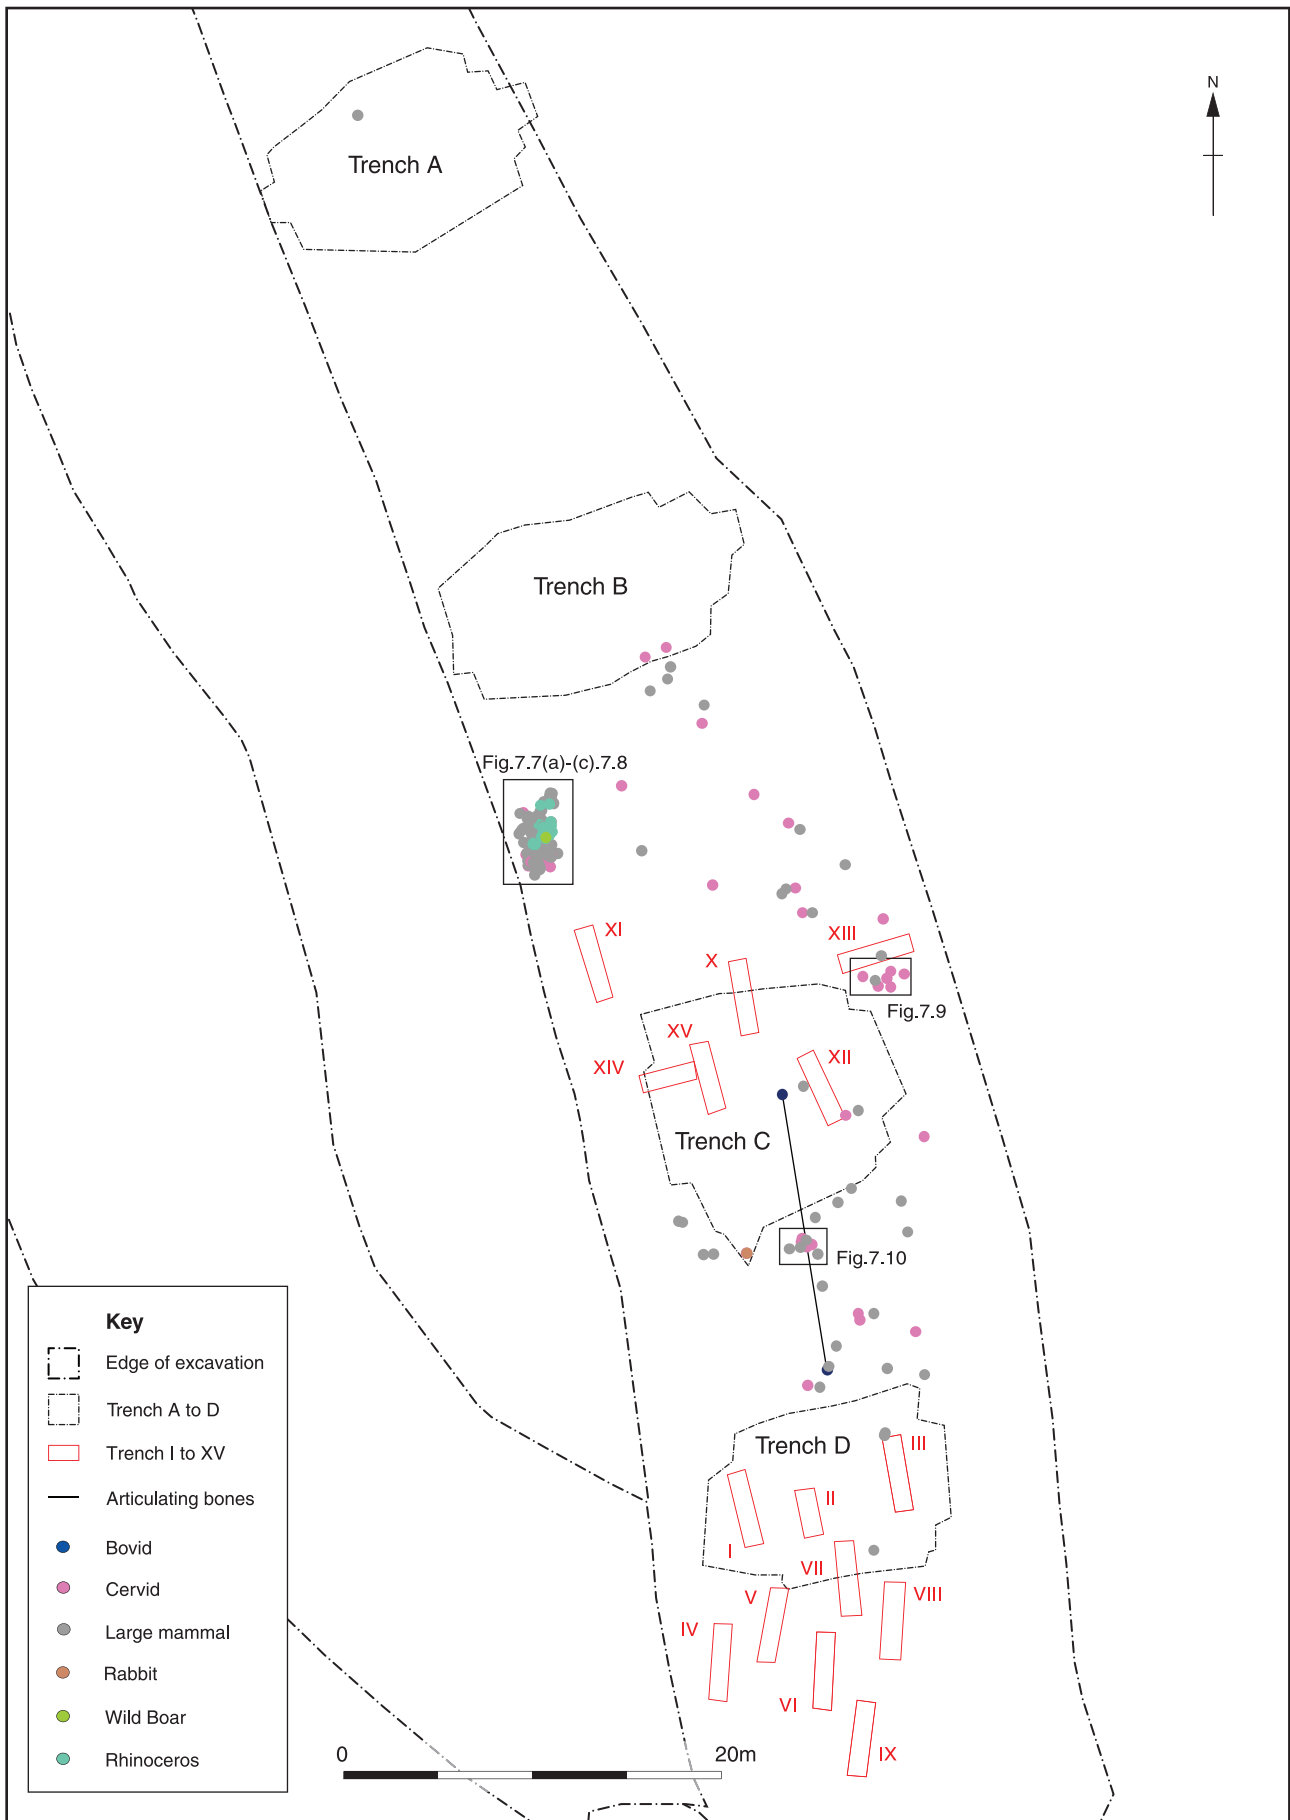 N
Trench A
Trench B
Fig.7.7(a)-(c).7.8
XI
XIII
X
Fig.7.9
XV
XIV
XII
Trench C
Fig.7.10
Key
Edge of excavation
Trench A to D
Trench I to XV
Articulating bones
Bovid
Cervid
Large mammal
Rabbit
Wild Boar
Rhinoceros
Trench D
III
II
I
VII
V
VIII
IV
VI
IX
0 20m